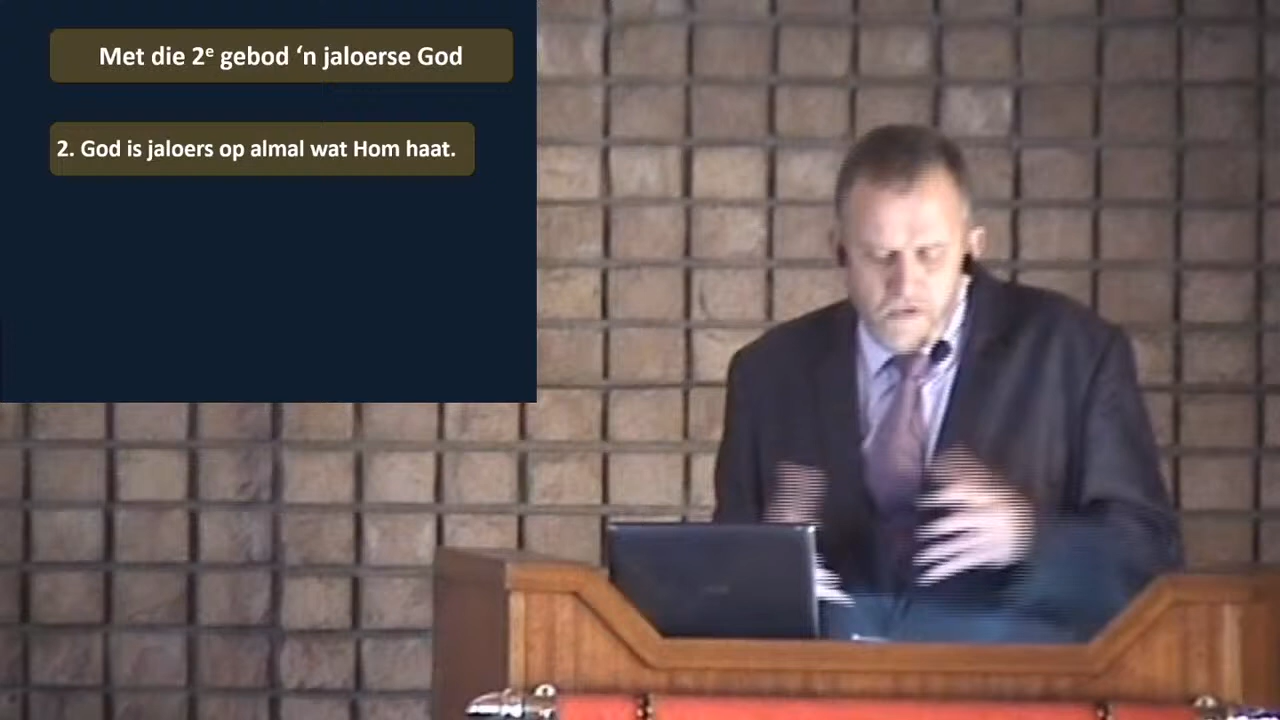 Met die 2e gebod ‘n jaloerse God
2. God is jaloers op almal wat Hom haat.